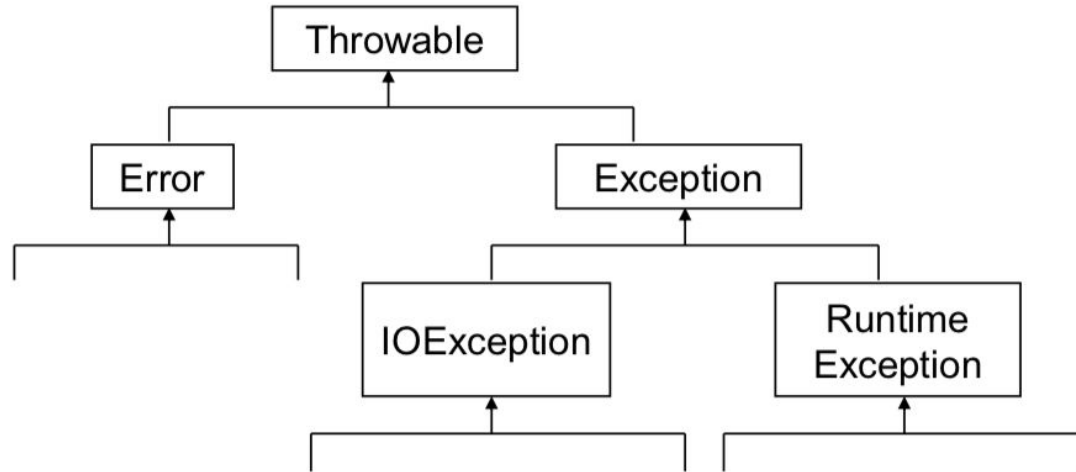 Throwable
Error
Exception
IOException
Runtime
Exception